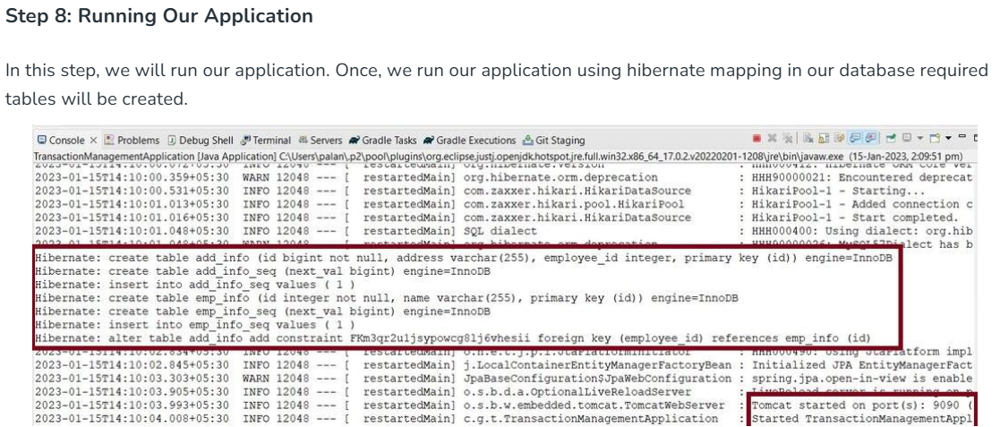 Step 8: Running Our Application
In this step, we will run our application. Once, we run our application using hibernate mapping in our database required
tables will be created.
Console Problems Debug Shell Terminal Servers Gradle Tasks Gradle Executions Git Staging
TransactionManagementApplication [Java Application] C:\Users\palan\.p2\pool\plugins\org.eclipse.justj.openjdk.hotspot.jre.full.win32.x86_64_17.0.2.v20220201-1208\jre\bin\javaw.exe (15-Jan-2023, 2:09:51 pm)
2023-01-15T14:10:00.359+05:30 WARN 12048 --- [ restartedMain] org.hibernate.orm.deprecation : HHH90000021: Encountered deprecat
2023-01-15T14:10:00.531+05:30 INFO 12048 --- [ restartedMain] com.zaxxer.hikari.HikariDataSource : HikariPool-1 - Starting...
2023-01-15T14:10:01.013+05:30 INFO 12048 --- [ restartedMain] com.zaxxer.hikari.pool.HikariPool : HikariPool-1 - Added connection c
2023-01-15T14:10:01.016+05:30 INFO 12048 --- [ restartedMain] com.zaxxer.hikari.HikariDataSource : HikariPool-1 - Start completed.
2023-01-15T14:10:01.048+05:30 INFO 12048 --- [ restartedMain] SQL dialect : HHH000400: Using dialect: org.hib
Hibernate: create table add_info (id bigint not null, address varchar(255), employee_id integer, primary key (id)) engine=InnoDB
Hibernate: create table add_info_seq (next_val bigint) engine=InnoDB
Hibernate: insert into add_info_seq values ( 1 )
Hibernate: create table emp_info (id integer not null, name varchar(255), primary key (id)) engine=InnoDB
Hibernate: create table emp_info_seq (next_val bigint) engine=InnoDB
Hibernate: insert into emp_info_seq values ( 1 )
Hibernate: alter table add_info add constraint FKm3qr2u1jsypowcg8lj6vhesii foreign key (employee_id) references emp_info (id)
2023-01-15T14:10:02.845+05:30 INFO 12048 --- [ restartedMain] j.LocalContainerEntityManagerFactoryBean : Initialized JPA EntityManagerFact
2023-01-15T14:10:03.303+05:30 WARN 12048 --- [ restartedMain] JpaBaseConfiguration$JpaWebConfiguration : spring.jpa.open-in-view is enable
2023-01-15T14:10:03.905+05:30 INFO 12048 --- [ restartedMain] o.s.b.d.a.OptionalLiveReloadServer : LiveReload server is running on p
2023-01-15T14:10:03.993+05:30 INFO 12048 --- [ restartedMain] o.s.b.w.embedded.tomcat.TomcatWebServer : Tomcat started on port(s): 9090 (
2023-01-15T14:10:04.008+05:30 INFO 12048 --- [ restartedMain] c.g.t.TransactionManagementApplication : Started TransactionManagementAppl